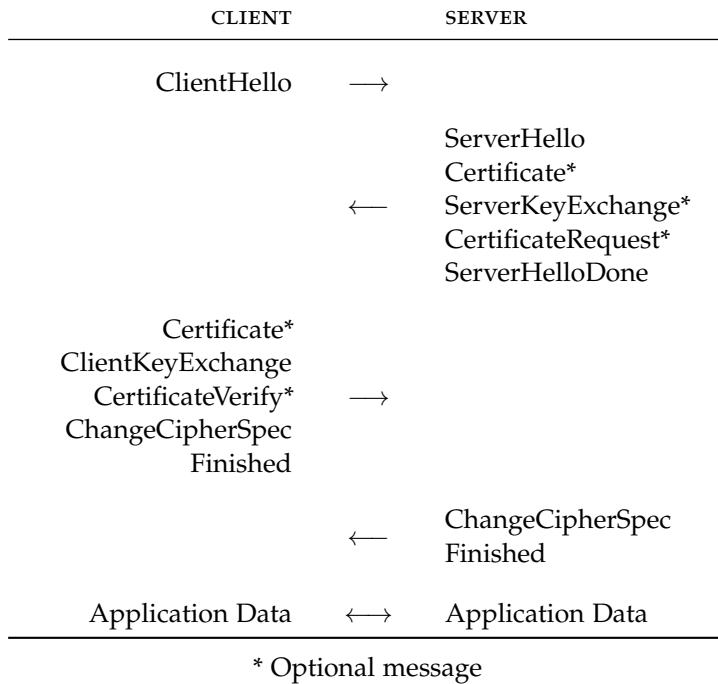 CLIENT SERVER
ClientHello ⟶
ServerHello
Certificate*
⟵ ServerKeyExchange*
CertificateRequest*
ServerHelloDone
Certificate*
ClientKeyExchange
CertificateVerify* ⟶
ChangeCipherSpec
Finished
ChangeCipherSpec
⟵
Finished
Application Data ⟷ Application Data
* Optional message